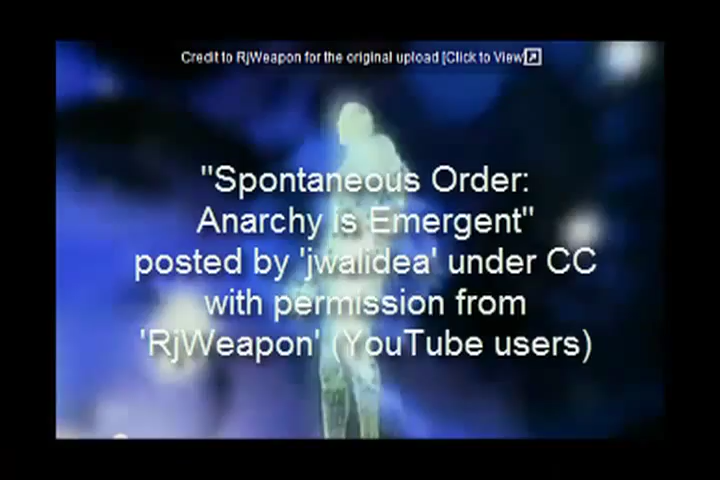 Credit to RjWeapon for the original upload [Click to View
"Spontaneous Order:
Anarchy is Emergent"
posted by 'jwalidea' under CC
with permission from
'RjWeapon' (YouTube users)